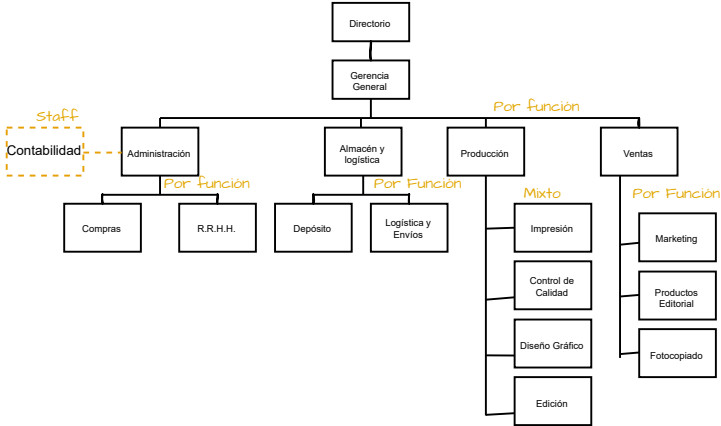 Directorio
Gerencia
General
Por función
Staff
Contabilidad
Administración
Almacén y
logística
Producción
Ventas
Por función
Por Función
Mixto
Por Función
Compras
R.R.H.H.
Depósito
Logística y
Envíos
Impresión
Control de
Calidad
Diseño Gráfico
Edición
Marketing
Productos
Editorial
Fotocopiado